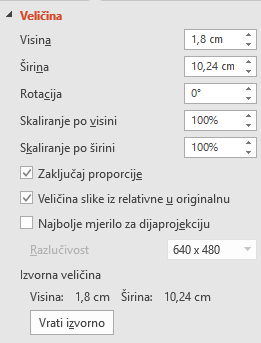 Veličina
Visina 1,8 cm
Širina 10,24 cm
Rotacija 0°
Skaliranje po visini 100%
Skaliranje po širini 100%
Zaključaj proporcije
Veličina slike iz relativne u originalnu
Najbolje mjerilo za dijaprojekciju
Razlučivost 640 x 480
Izvorna veličina
Visina: 1,8 cm Širina: 10,24 cm
Vrati izvorno